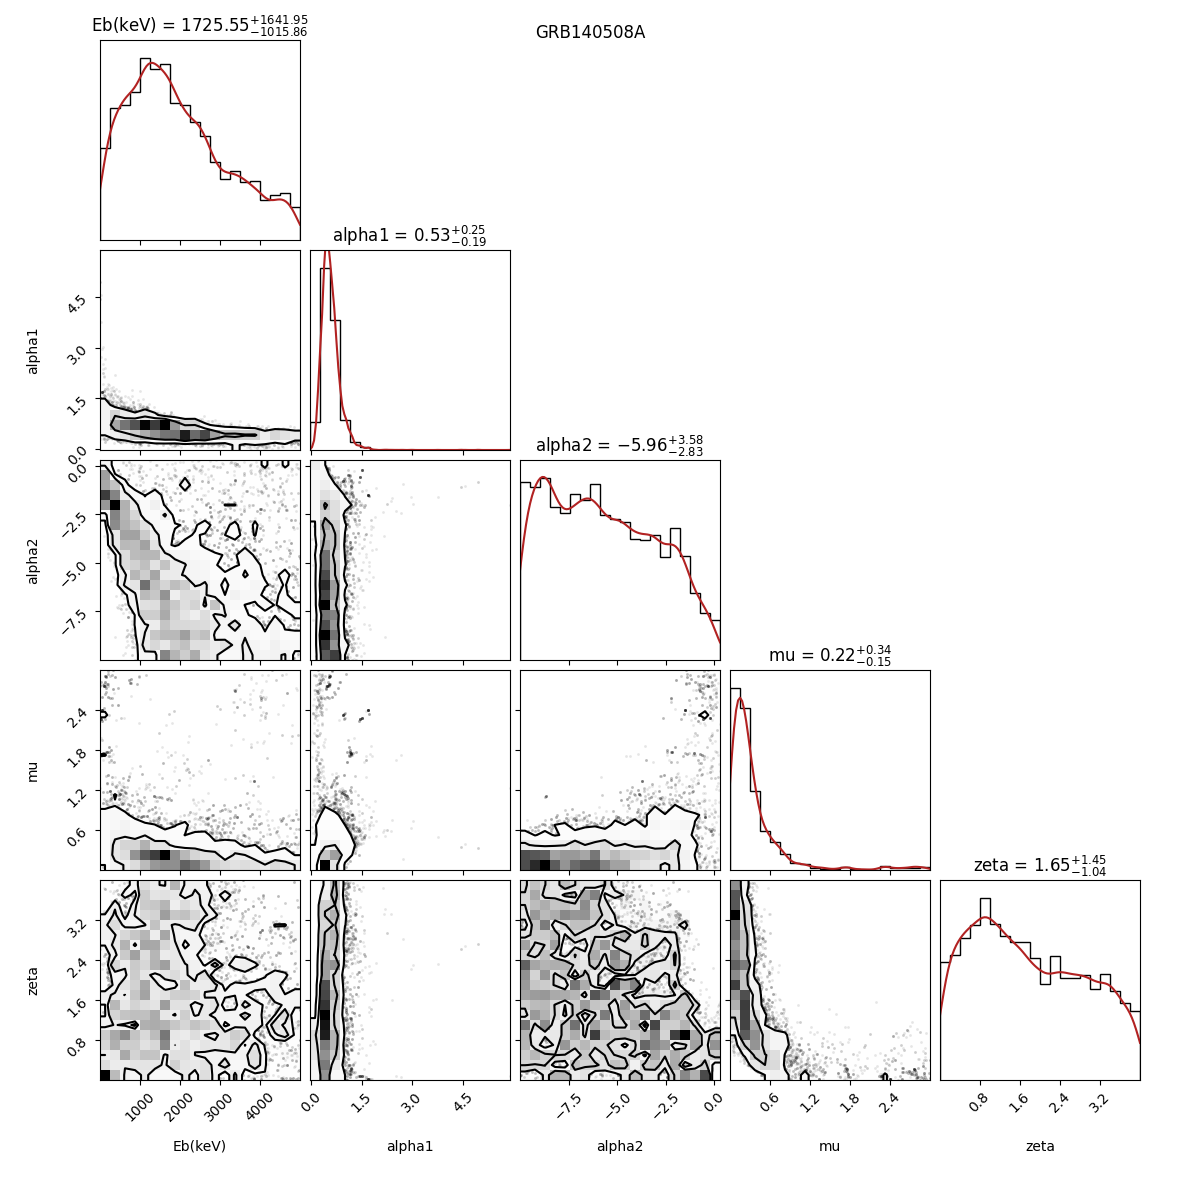 GRB140508A
Eb(keV) = 1725.55+1641.95−1015.86
alpha1 = 0.53+0.25−0.19
alpha1
4.5
3.0
1.5
0.0
alpha2 = −5.96+3.58−2.83
alpha2
0.0
−2.5
−5.0
−7.5
mu = 0.22+0.34−0.15
mu
2.4
1.8
1.2
0.6
zeta = 1.65+1.45−1.04
zeta
3.2
2.4
1.6
0.8
1000 2000 3000 4000 0.0 1.5 3.0 4.5 −7.5 −5.0 −2.5 0.0 0.6 1.2 1.8 2.4 0.8 1.6 2.4 3.2
Eb(keV) alpha1 alpha2 mu zeta